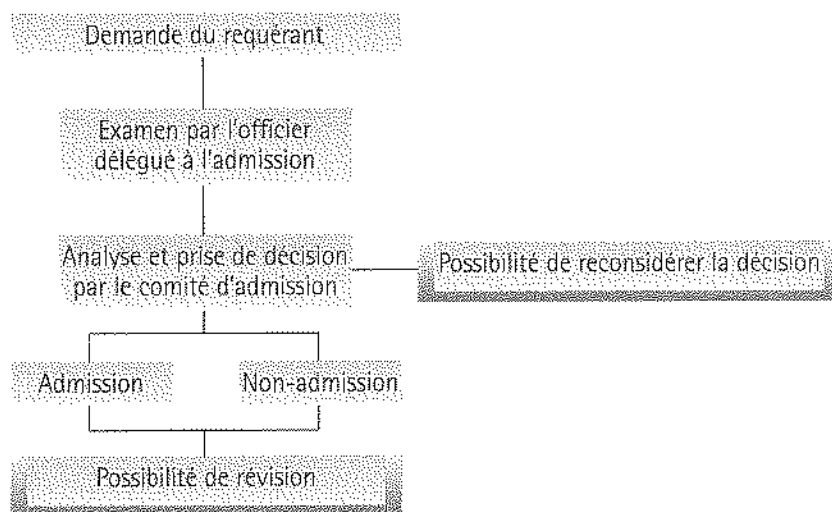 Demande du requérant
Examen par l'officier
délégué à l'admission
Analyse et prise de décision
par le comité d'admission
Possibilité de reconsidérer la décision
Admission
Non-admission
Possibilité de révision